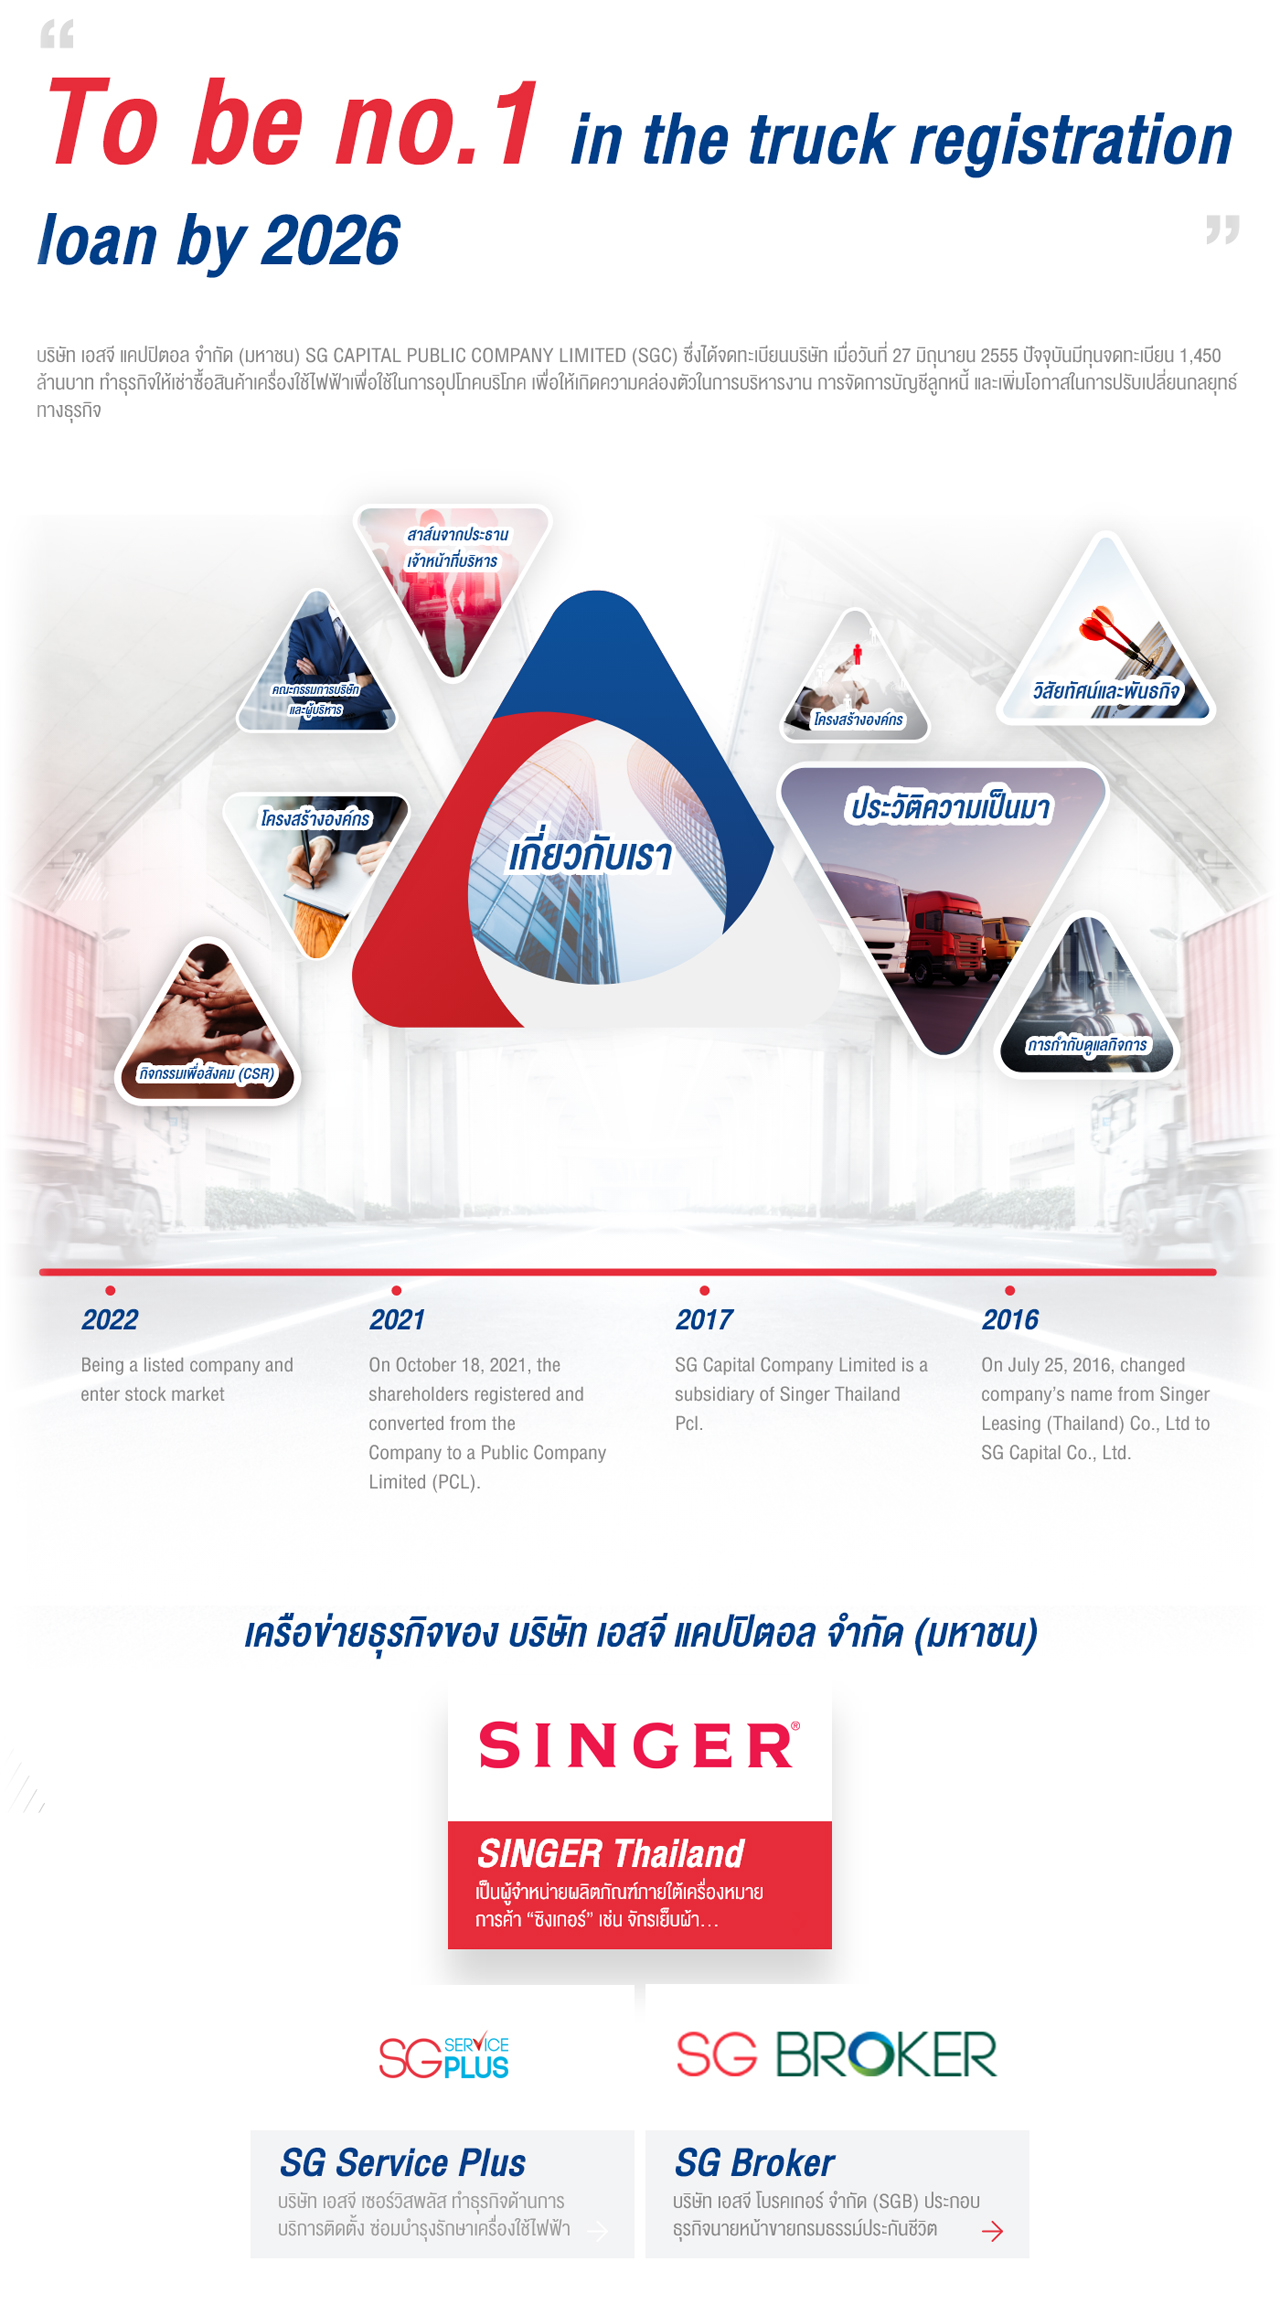 “
To be no.1 in the truck registration
loan by 2026
”
บริษัท เอสจี แคปปิตอล จำกัด (มหาชน) SG CAPITAL PUBLIC COMPANY LIMITED (SGC) ซึ่งได้จดทะเบียนบริษัท เมื่อวันที่ 27 มิถุนายน 2555 ปัจจุบันมีทุนจดทะเบียน 1,450
ล้านบาท ทำธุรกิจให้เช่าซื้อสินค้าเครื่องใช้ไฟฟ้าเพื่อใช้ในการอุปโภคบริโภค เพื่อให้เกิดความคล่องตัวในการบริหารงาน การจัดการบัญชีลูกหนี้ และเพิ่มโอกาสในการปรับเปลี่ยนกลยุทธ์
ทางธุรกิจ
สาส์นจากประธาน
เจ้าหน้าที่บริหาร
คณะกรรมการบริษัท
และผู้บริหาร
โครงสร้างองค์กร
วิสัยทัศน์และพันธกิจ
โครงสร้างองค์กร
ประวัติความเป็นมา
เกี่ยวกับเรา
การกำกับดูแลกิจการ
กิจกรรมเพื่อสังคม (CSR)
2022
Being a listed company and
enter stock market
2021
On October 18, 2021, the
shareholders registered and
converted from the
Company to a Public Company
Limited (PCL).
2017
SG Capital Company Limited is a
subsidiary of Singer Thailand
Pcl.
2016
On July 25, 2016, changed
company’s name from Singer
Leasing (Thailand) Co., Ltd to
SG Capital Co., Ltd.
เครือข่ายธุรกิจของ บริษัท เอสจี แคปปิตอล จำกัด (มหาชน)
SINGER®
SINGER Thailand
เป็นผู้จำหน่ายผลิตภัณฑ์ภายใต้เครื่องหมาย
การค้า “ซิงเกอร์” เช่น จักรเย็บผ้า...
SG SERVICE PLUS
SG BROKER
SG Service Plus
บริษัท เอสจี เซอร์วิสพลัส ทำธุรกิจด้านการ
บริการติดตั้ง ซ่อมบำรุงรักษาเครื่องใช้ไฟฟ้า
SG Broker
บริษัท เอสจี โบรคเกอร์ จำกัด (SGB) ประกอบ
ธุรกิจนายหน้าขายกรมธรรม์ประกันชีวิต